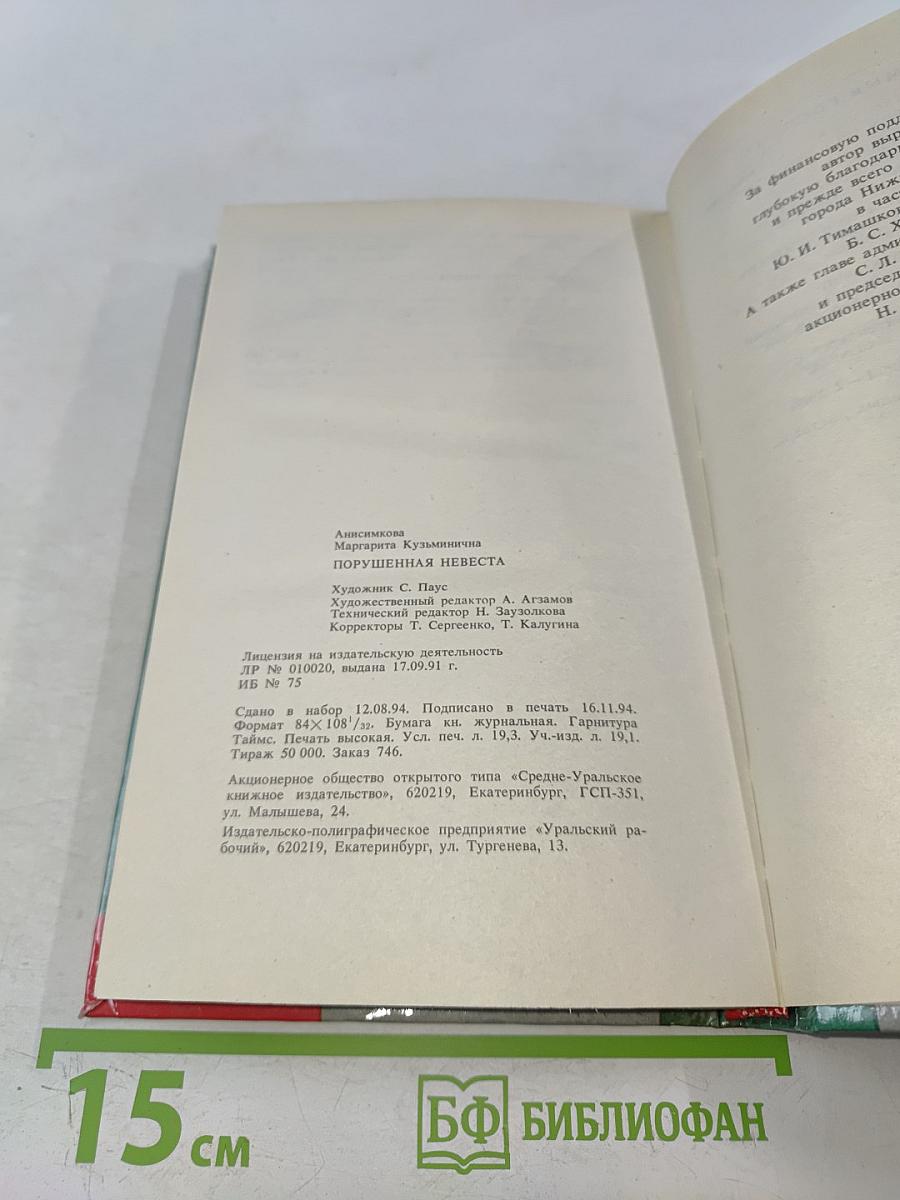 Анисимкова
Маргарита Кузьминична
ПОРУШЕННАЯ НЕВЕСТА
Художник С. Паус
Художественный редактор А. Агзамов
Технический редактор Н. Заузолкова
Корректоры Т. Сергеенко, Т. Калугина
Лицензия на издательскую деятельность
ЛР № 010020, выдана 17.09.91 г.
ИБ № 75
Сдано в набор 12.08.94. Подписано в печать 16.11.94.
Формат 84×108¹/₃₂. Бумага кн. журнальная. Гарнитура
Таймс. Печать высокая. Усл. печ. л. 19,3. Уч.-изд. л. 19,1.
Тираж 50 000. Заказ 746.
Акционерное общество открытого типа «Средне-Уральское
книжное издательство», 620219, Екатеринбург, ГСП-351,
ул. Малышева, 24.
Издательско-полиграфическое предприятие «Уральский ра-
бочий», 620219, Екатеринбург, ул. Тургенева, 13.
За финансовую
автор
глубокую
и прежде всего
города
в
Ю. И.
Б. С.
А также главе
С. Л.
и
Н.
15 см
БФ БИБЛИОФАН